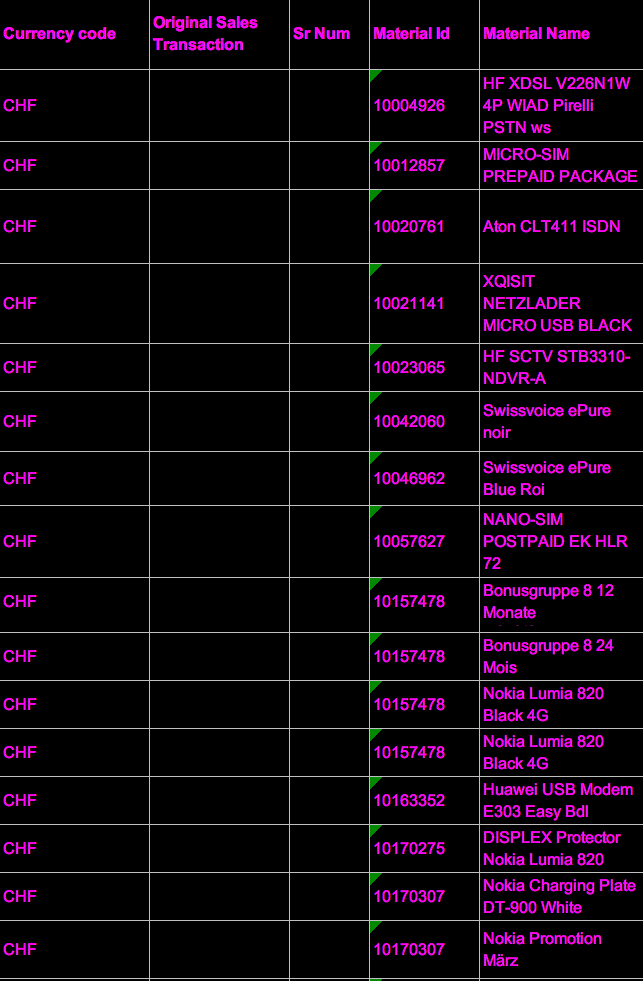 Currency code
Original Sales
Transaction
Sr Num
Material Id
Material Name
CHF
10004926
HF XDSL V226N1W
4P WIAD Pirelli
PSTN ws
CHF
10012857
MICRO-SIM
PREPAID PACKAGE
CHF
10020761
Aton CLT411 ISDN
CHF
10021141
XQISIT
NETZLADER
MICRO USB BLACK
CHF
10023065
HF SCTV STB3310-
NDVR-A
CHF
10042060
Swissvoice ePure
noir
CHF
10046962
Swissvoice ePure
Blue Roi
CHF
10057627
NANO-SIM
POSTPAID EK HLR
72
CHF
10157478
Bonusgruppe 8 12
Monate
CHF
10157478
Bonusgruppe 8 24
Mois
CHF
10157478
Nokia Lumia 820
Black 4G
CHF
10157478
Nokia Lumia 820
Black 4G
CHF
10163352
Huawei USB Modem
E303 Easy Bdl
CHF
10170275
DISPLEX Protector
Nokia Lumia 820
CHF
10170307
Nokia Charging Plate
DT-900 White
CHF
10170307
Nokia Promotion
März